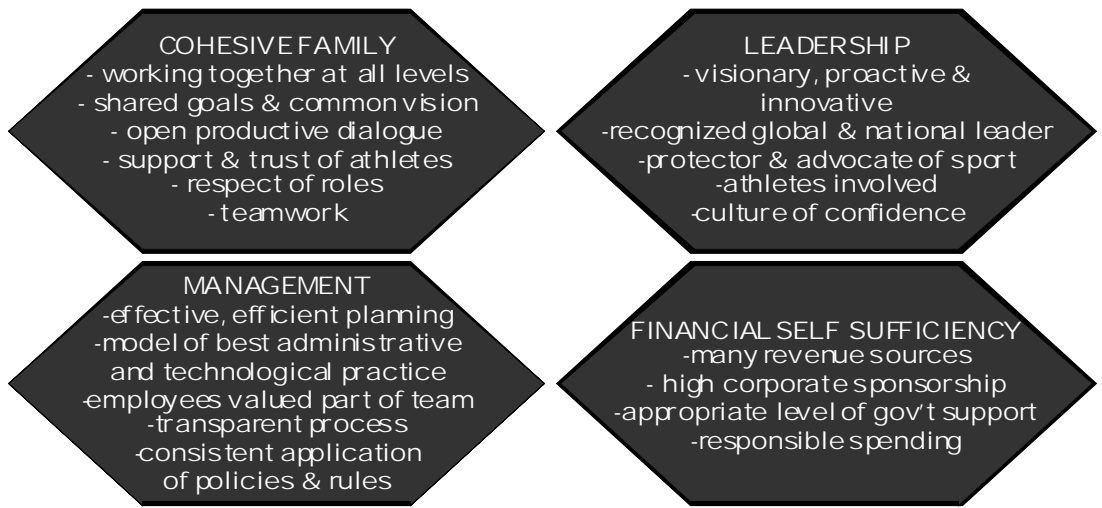 COHESIVE FAMILY
- working together at all levels
- shared goals & common vision
- open productive dialogue
- support & trust of athletes
- respect of roles
- teamwork
LEADERSHIP
- visionary, proactive &
innovative
-recognized global & national leader
-protector & advocate of sport
-athletes involved
-culture of confidence
MANAGEMENT
-effective, efficient planning
-model of best administrative
and technological practice
-employees valued part of team
-transparent process
-consistent application
of policies & rules
FINANCIAL SELF SUFFICIENCY
-many revenue sources
- high corporate sponsorship
-appropriate level of gov't support
-responsible spending